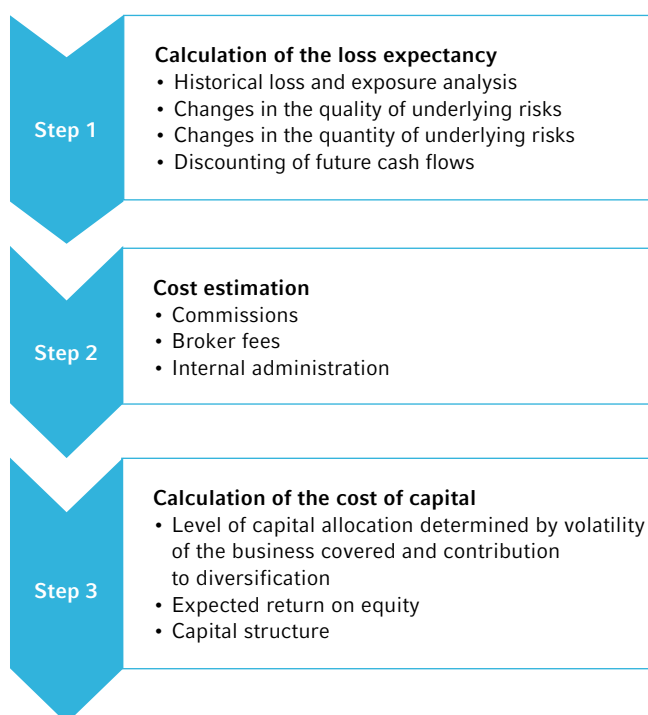 Step 1
Calculation of the loss expectancy
• Historical loss and exposure analysis
• Changes in the quality of underlying risks
• Changes in the quantity of underlying risks
• Discounting of future cash flows
Step 2
Cost estimation
• Commissions
• Broker fees
• Internal administration
Step 3
Calculation of the cost of capital
• Level of capital allocation determined by volatility
of the business covered and contribution
to diversification
• Expected return on equity
• Capital structure